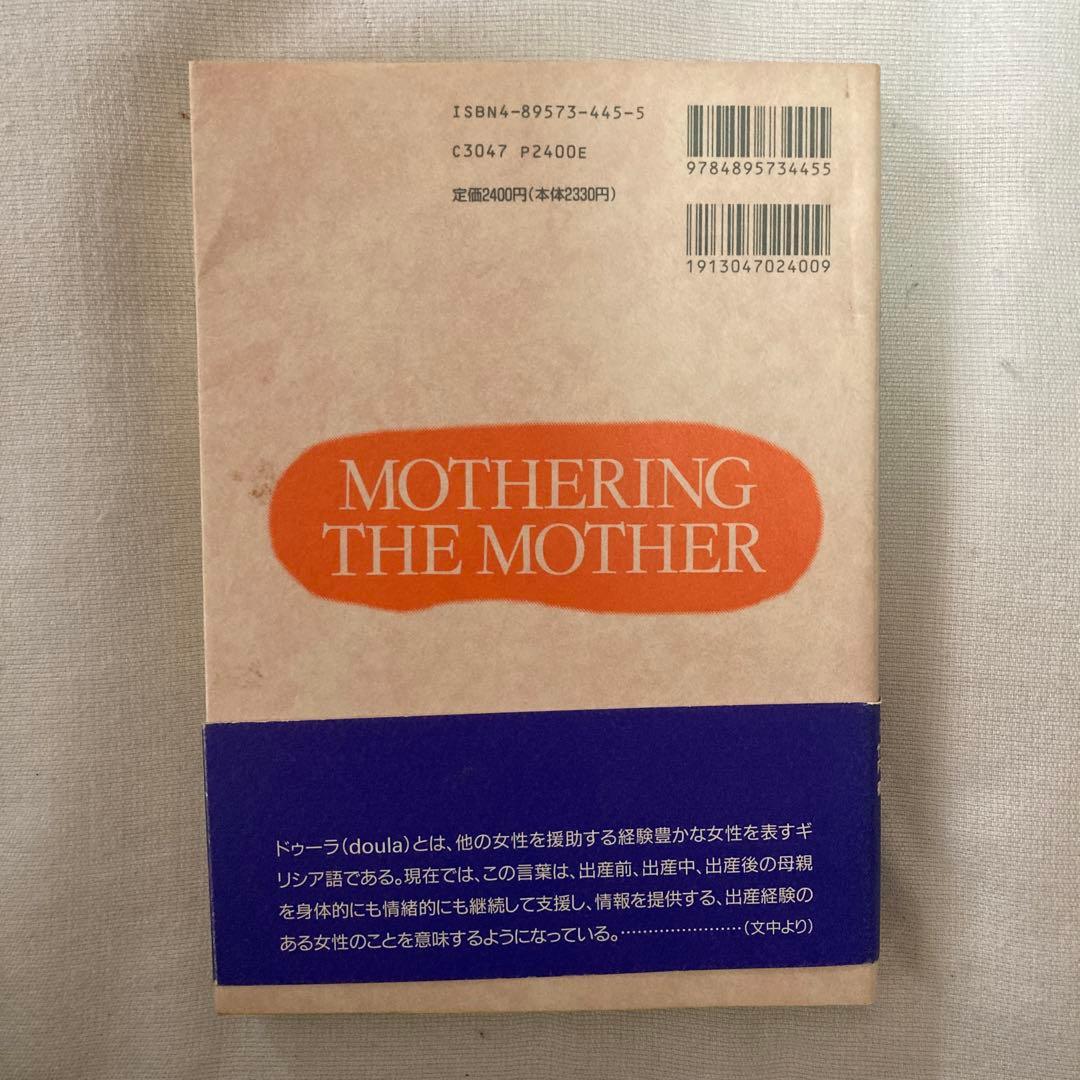 ISBN4-89573-445-5
C3047 P2400E
定価2400円(本体2330円)
9784895734455
1913047024009
MOTHERING
THE MOTHER
ドゥーラ(doula)とは、他の女性を援助する経験豊かな女性を表すギ
リシア語である。現在では、この言葉は、出産前、出産中、出産後の母親
を身体的にも情緒的にも継続して支援し、情報を提供する、出産経験の
ある女性のことを意味するようになっている。……………………(文中より)